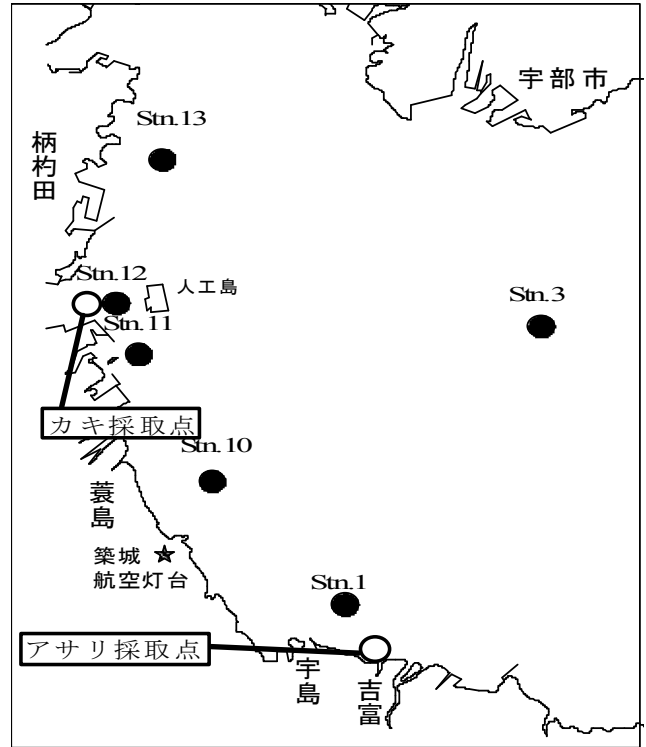 宇部市
Stn.13
柄杓田
Stn.12
人工島
Stn.3
Stn.11
カキ採取点
Stn.10
蓑島
築城
航空灯台
Stn.1
アサリ採取点
宇島
吉富